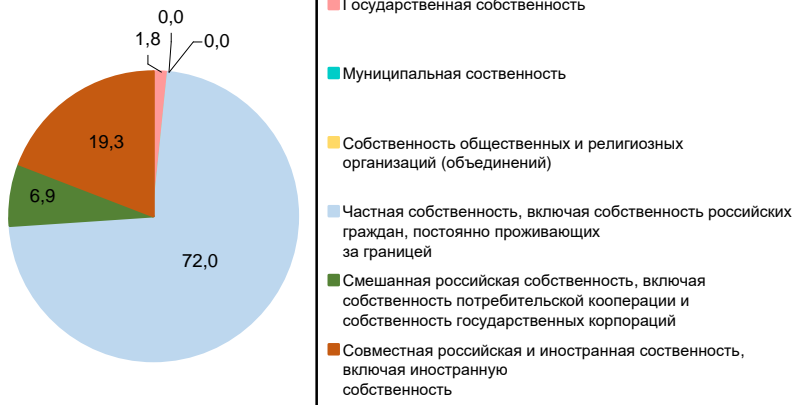 0,0
1,8
0,0
19,3
6,9
72,0
Государственная собственность
Муниципальная соственность
Собственность общественных и религиозных
организаций (объединений)
Частная собственность, включая собственность российских
граждан, постоянно проживающих
за границей
Смешанная российская собственность, включая
собственность потребительской кооперации и
собственность государственных корпораций
Совместная российская и иностранная соственность,
включая иностранную
собственность